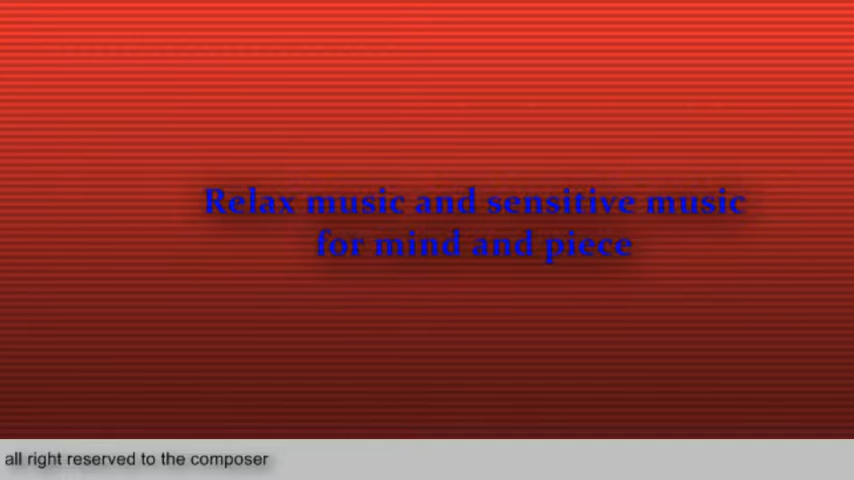 Relax music and sensitive music
for mind and piece
all right reserved to the composer